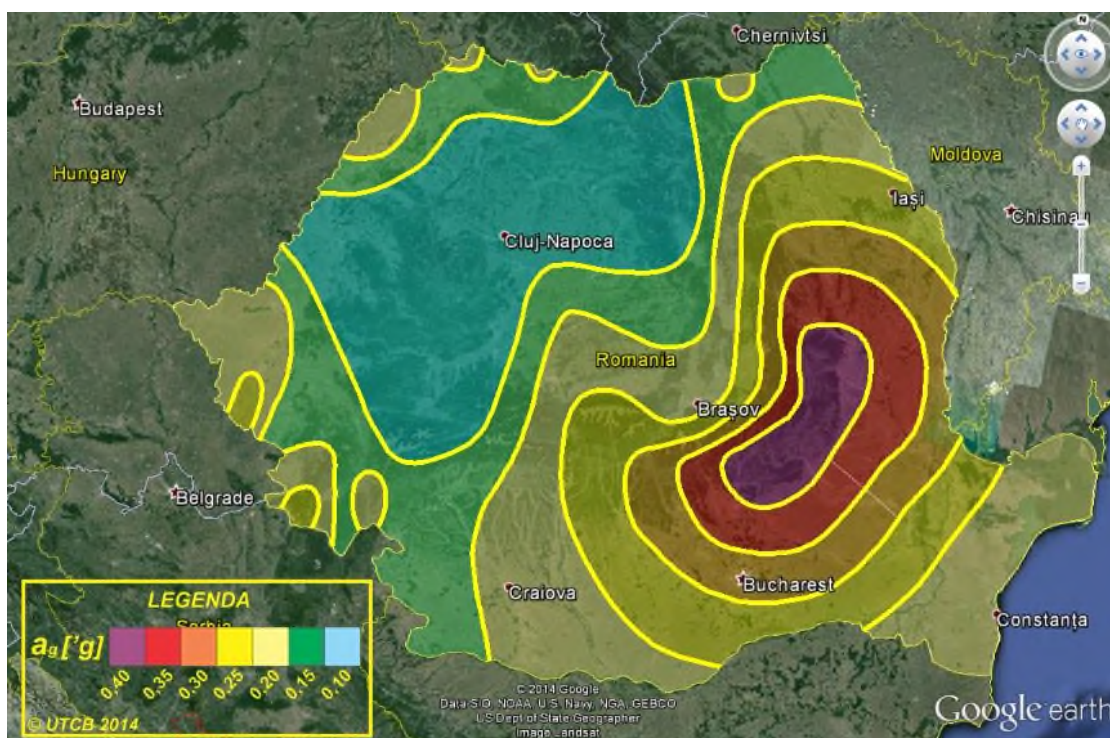 Chernivtsi
N
Budapest
Hungary
Moldova
Iași
Chisinau
Cluj-Napoca
Romania
Brașov
Belgrade
Craiova
Bucharest
Constanța
LEGENDA
Serbia
ag ['g]
0,40 0,35 0,30 0,25 0,20 0,15 0,10
© UTCB 2014
© 2014 Google
Data SIO, NOAA, U.S. Navy, NGA, GEBCO
US Dept of State Geographer
Image Landsat
Google earth